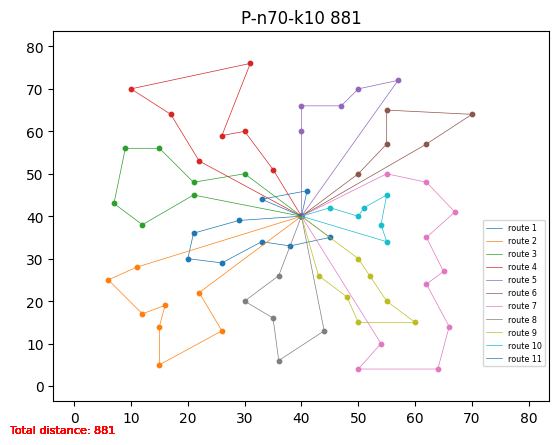 P-n70-k10 881
80
70
60
50
40
30
20
10
0
route 1
route 2
route 3
route 4
route 5
route 6
route 7
route 8
route 9
route 10
route 11
0 10 20 30 40 50 60 70 80
Total distance: 881